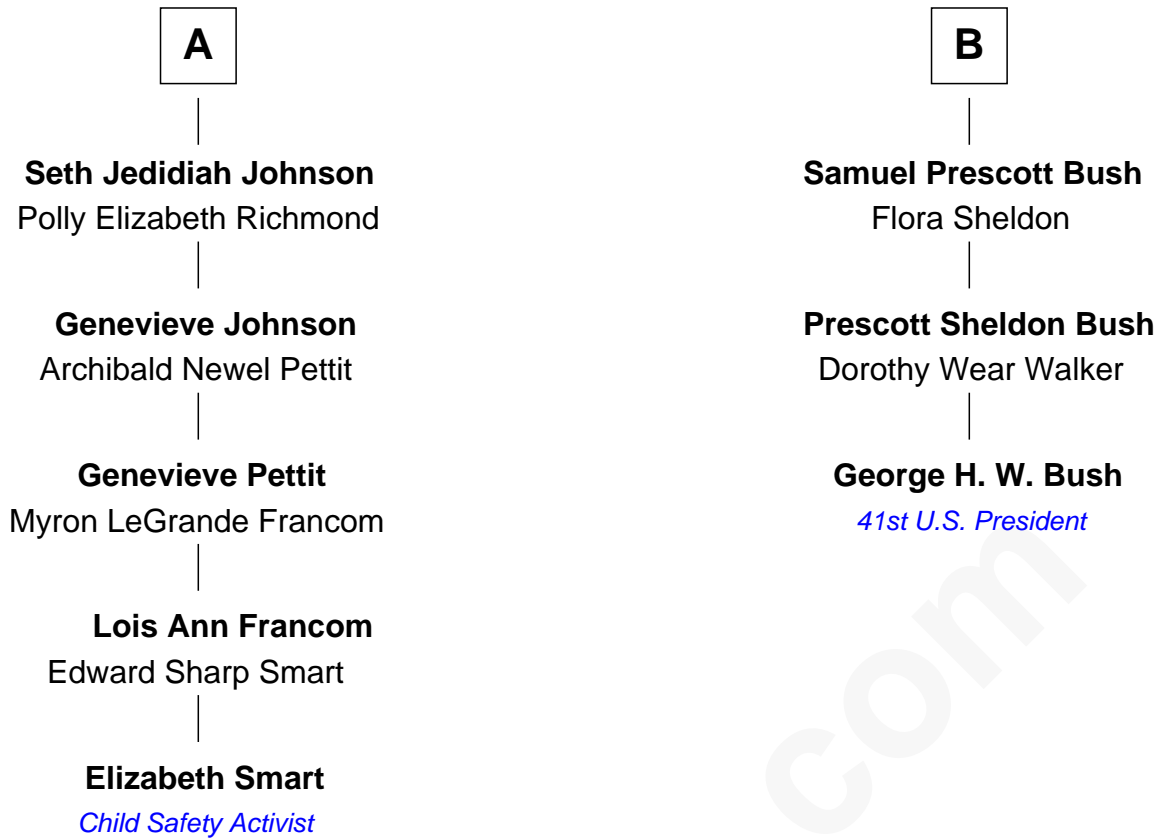 A
Seth Jedidiah Johnson
Polly Elizabeth Richmond
Genevieve Johnson
Archibald Newel Pettit
Genevieve Pettit
Myron LeGrande Francom
Lois Ann Francom
Edward Sharp Smart
Elizabeth Smart
Child Safety Activist
B
Samuel Prescott Bush
Flora Sheldon
Prescott Sheldon Bush
Dorothy Wear Walker
George H. W. Bush
41st U.S. President
com